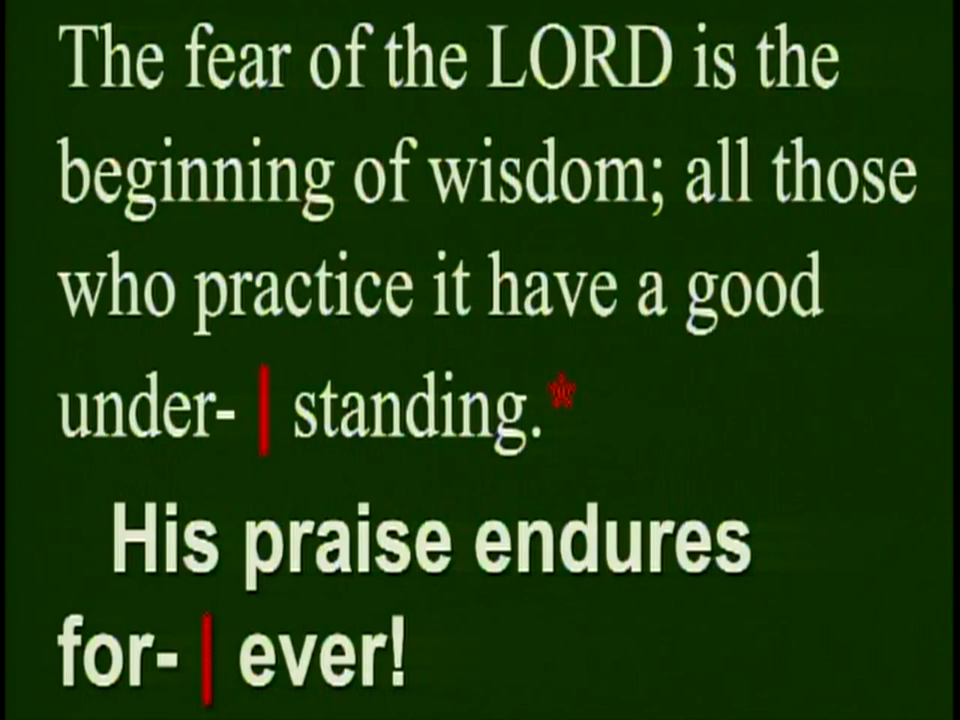 The fear of the LORD is the
beginning of wisdom; all those
who practice it have a good
under- | standing.*
His praise endures
for- | ever!